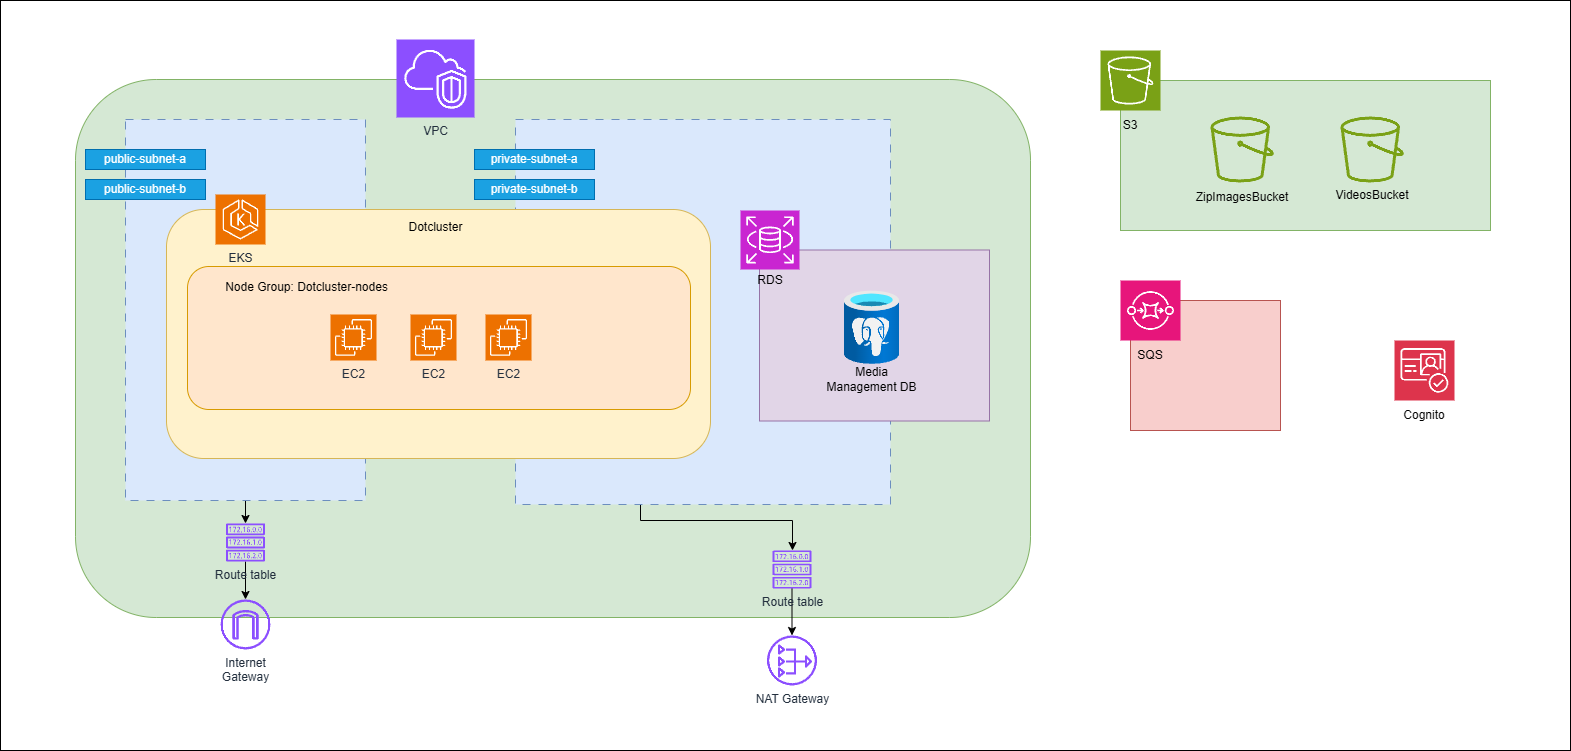 VPC
public-subnet-a
public-subnet-b
private-subnet-a
private-subnet-b
EKS
Dotcluster
Node Group: Dotcluster-nodes
EC2
EC2
EC2
RDS
Media
Management DB
172.16.0.0
172.16.1.0
172.16.2.0
Route table
Internet
Gateway
172.16.0.0
172.16.1.0
172.16.2.0
Route table
NAT Gateway
S3
ZipImagesBucket
VideosBucket
SQS
Cognito